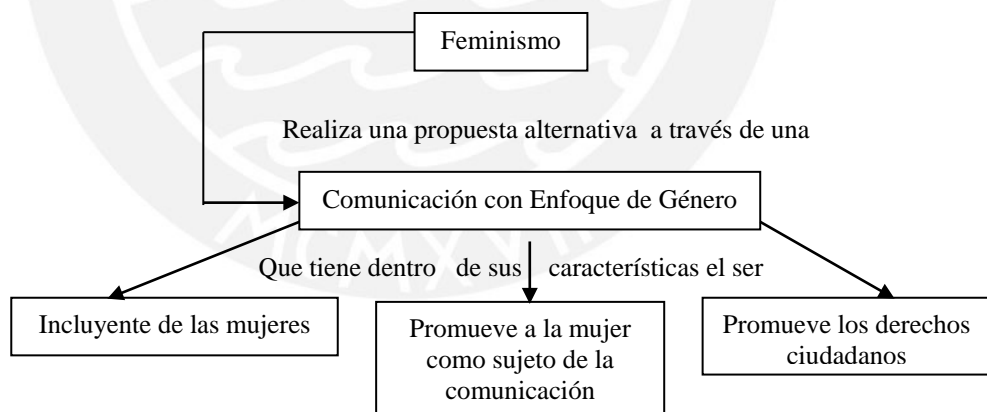 Feminismo
Realiza una propuesta alternativa a través de una
Comunicación con Enfoque de Género
Que tiene dentro de sus características el ser
Incluyente de las mujeres
Promueve a la mujer
como sujeto de la
comunicación
Promueve los derechos
ciudadanos
MCMXVII